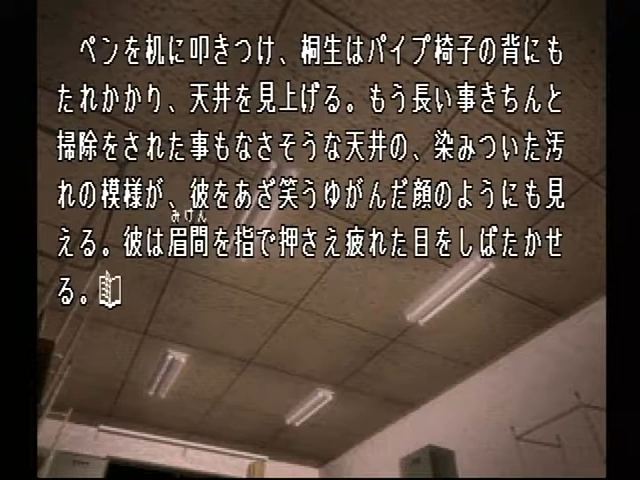 ペンを机に叩きつけ、桐生はパイプ椅子の背にも
たれかかり、天井を見上げる。もう長い事きちんと
掃除をされた事もなさそうな天井の、染みついた汚
れの模様が、彼をあざ笑うゆがんだ顔のようにも見
みけん
える。彼は眉間を指で押さえ疲れた目をしばたかせ
る。